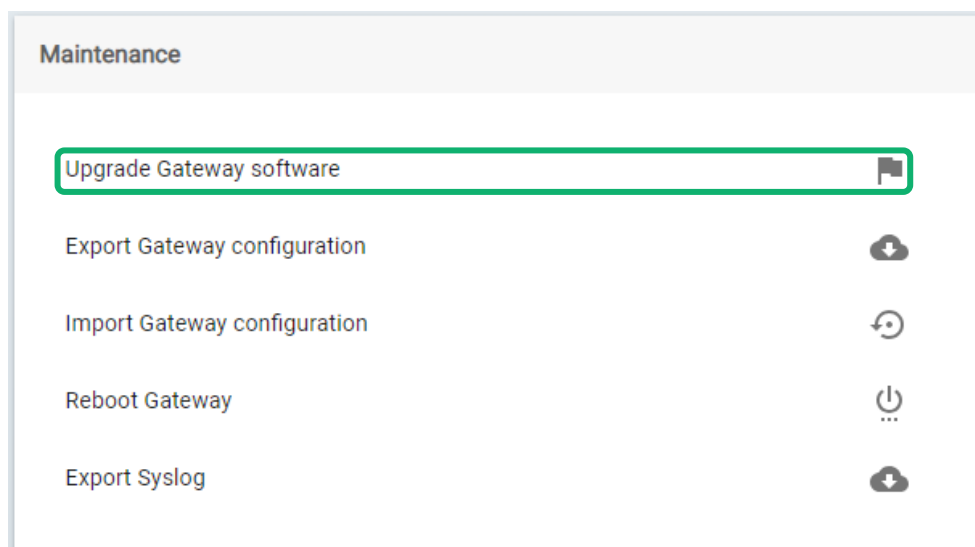 Maintenance
Upgrade Gateway software
Export Gateway configuration
Import Gateway configuration
Reboot Gateway
Export Syslog